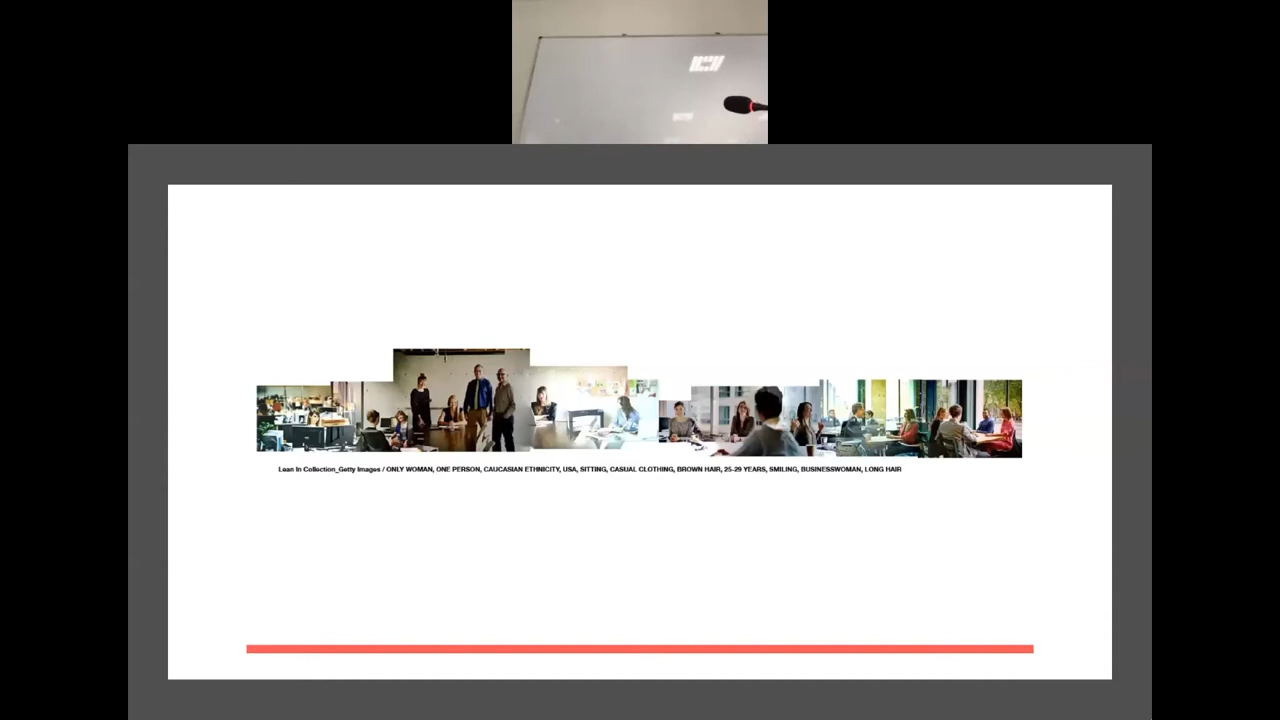 Lean In Collection_Getty Images / ONLY WOMAN, ONE PERSON, CAUCASIAN ETHNICITY, USA, SITTING, CASUAL CLOTHING, BROWN HAIR, 25-29 YEARS, SMILING, BUSINESSWOMAN, LONG HAIR